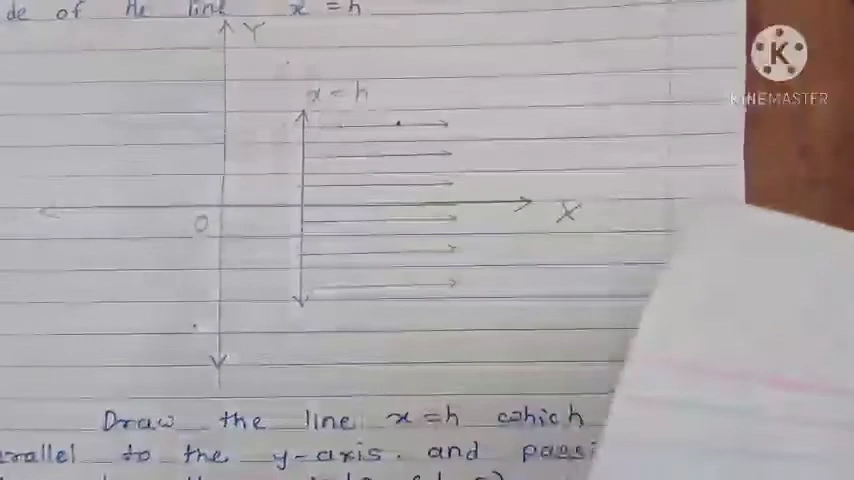 de of the line x = h
Y
K
KINEMASTER
x = h
O
X
Draw the line x = h which
rallel to the y-axis. and passi